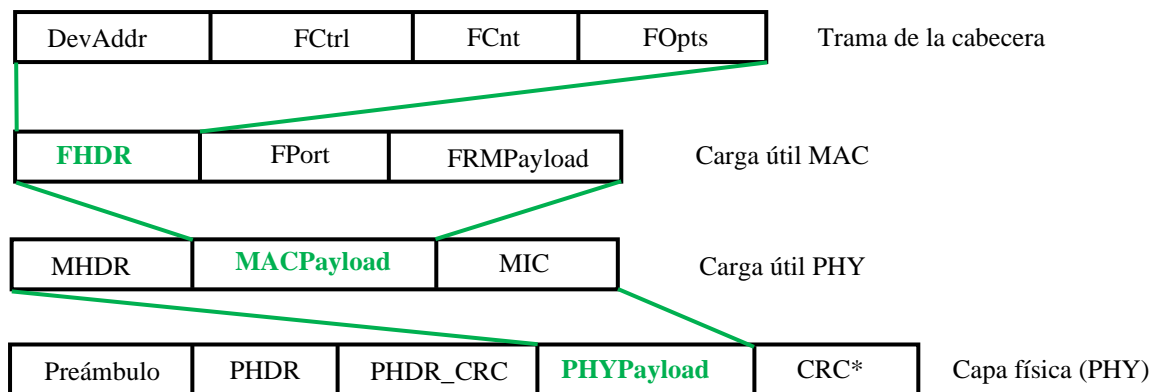 DevAddr FCtrl FCnt FOpts Trama de la cabecera
FHDR FPort FRMPayload Carga útil MAC
MHDR MACPayload MIC Carga útil PHY
Preámbulo PHDR PHDR_CRC PHYPayload CRC* Capa física (PHY)